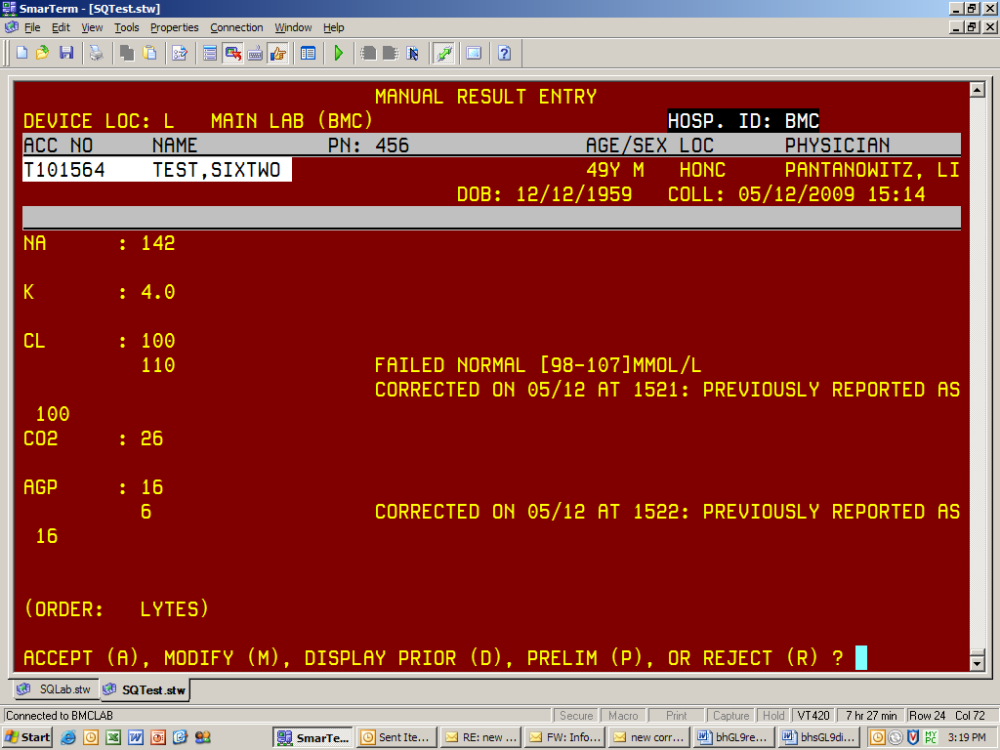 SmarTerm - [SQTest.stw]
File Edit View Tools Properties Connection Window Help
MANUAL RESULT ENTRY
DEVICE LOC: L MAIN LAB (BMC) HOSP. ID: BMC
ACC NO NAME PN: 456 AGE/SEX LOC PHYSICIAN
T101564 TEST,SIXTWO 49Y M HONC PANTANOWITZ, LI
DOB: 12/12/1959 COLL: 05/12/2009 15:14
NA : 142
K : 4.0
CL : 100
110 FAILED NORMAL [98-107]MMOL/L
CORRECTED ON 05/12 AT 1521: PREVIOUSLY REPORTED AS
100
CO2 : 26
AGP : 16
6 CORRECTED ON 05/12 AT 1522: PREVIOUSLY REPORTED AS
16
(ORDER: LYTES)
ACCEPT (A), MODIFY (M), DISPLAY PRIOR (D), PRELIM (P), OR REJECT (R) ?
SQLab.stw SQTest.stw
Connected to BMCLAB Secure Macro Print Capture Hold VT420 7 hr 27 min Row 24 Col 72
Start SmarTe... Sent Ite... RE: new ... FW: Info... new corr... bhGL9re... bhsGL9di... MY PC 3:19 PM